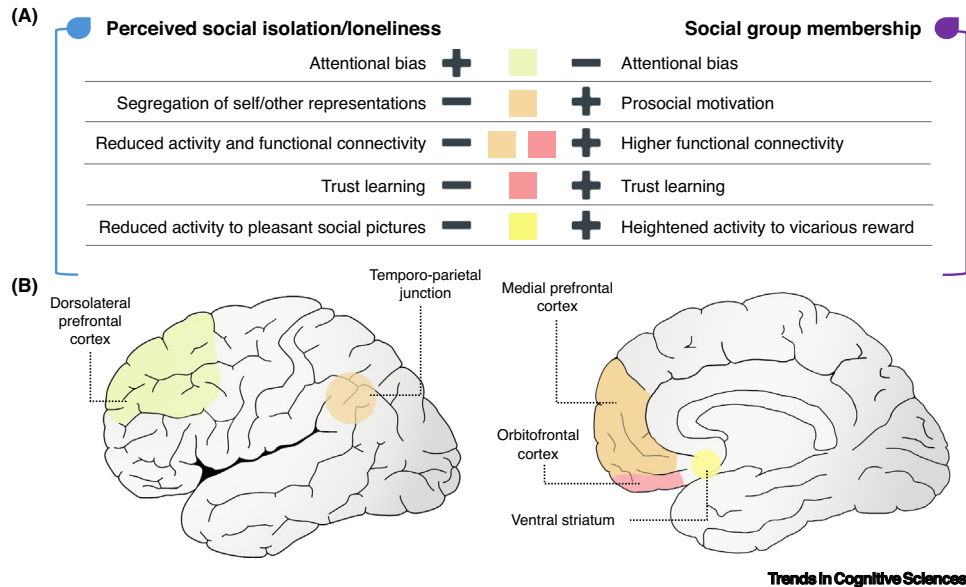 (A)
Perceived social isolation/loneliness
Social group membership
Attentional bias + − Attentional bias
Segregation of self/other representations − + Prosocial motivation
Reduced activity and functional connectivity − + Higher functional connectivity
Trust learning − + Trust learning
Reduced activity to pleasant social pictures − + Heightened activity to vicarious reward
(B)
Dorsolateral
prefrontal
cortex
Temporo-parietal
junction
Medial prefrontal
cortex
Orbitofrontal
cortex
Ventral striatum
Trends in Cognitive Sciences